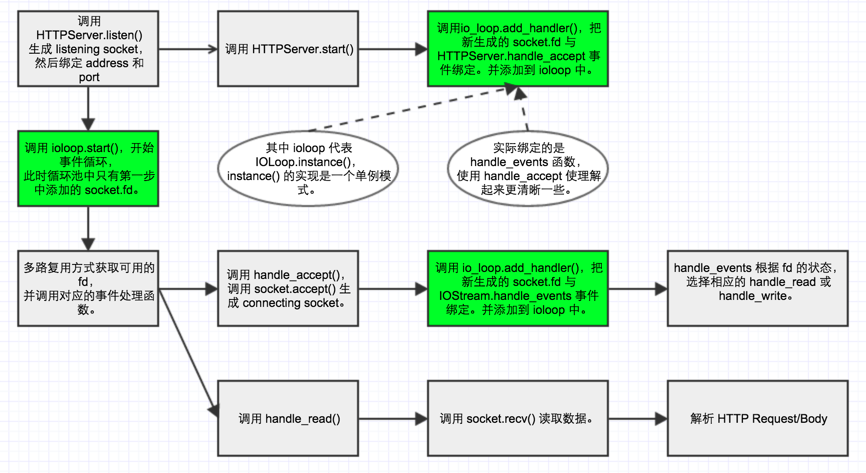 调用
HTTPServer.listen()
生成 listening socket，
然后绑定 address 和
port
调用 HTTPServer.start()
调用io_loop.add_handler()，把
新生成的 socket.fd 与
HTTPServer.handle_accept 事
件绑定。并添加到 ioloop 中。
调用 ioloop.start()，开始
事件循环，
此时循环池中只有第一步
中添加的 socket.fd。
其中 ioloop 代表
IOLoop.instance()，
instance() 的实现是一个单例模
式。
实际绑定的是
handle_events 函数，
使用 handle_accept 使理解
起来更清晰一些。
多路复用方式获取可用的
fd，
并调用对应的事件处理函
数。
调用 handle_accept()，
调用 socket.accept() 生
成 connecting socket。
调用 io_loop.add_handler()，把
新生成的 socket.fd 与
IOStream.handle_events 事件
绑定。并添加到 ioloop 中。
handle_events 根据 fd 的状态，
选择相应的 handle_read 或
handle_write。
调用 handle_read()
调用 socket.recv() 读取数据。
解析 HTTP Request/Body